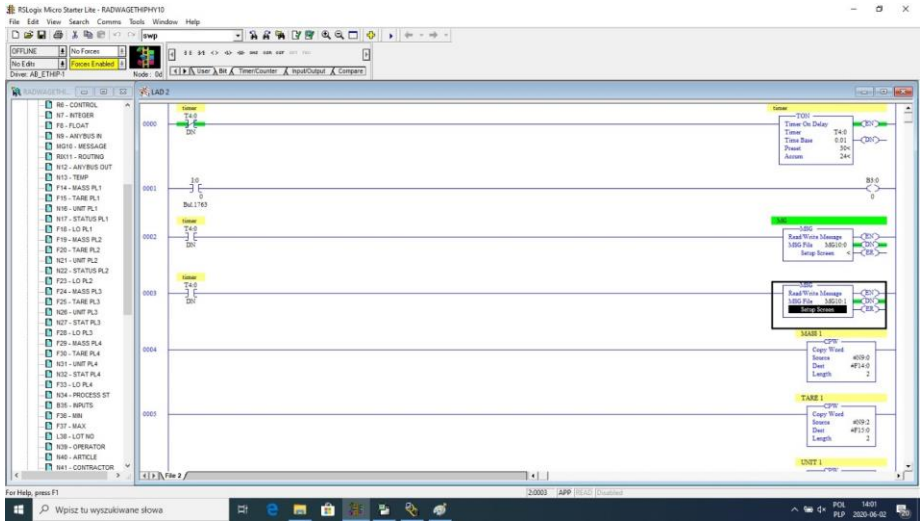 RSLogix Micro Starter Lite - RADWAGETHIPHY10
File Edit View Search Comms Tools Window Help
swp
OFFLINE No Forces
No Edits Forces Enabled
Driver: AB_ETHIP-1 Node: 0d
User Bit Timer/Counter Input/Output Compare
LAD 2
R6 - CONTROL
N7 - INTEGER
F8 - FLOAT
N9 - ANYBUS IN
MG10 - MESSAGE
RIX11 - ROUTING
N12 - ANYBUS OUT
N13 - TEMP
F14 - MASS PL1
F15 - TARE PL1
N16 - UNIT PL1
N17 - STATUS PL1
F18 - LO PL1
F19 - MASS PL2
F20 - TARE PL2
N21 - UNIT PL2
N22 - STATUS PL2
F23 - LO PL2
F24 - MASS PL3
F25 - TARE PL3
N26 - UNIT PL3
N27 - STAT PL3
F28 - LO PL3
F29 - MASS PL4
F30 - TARE PL4
N31 - UNIT PL4
N32 - STAT PL4
F33 - LO PL4
N34 - PROCESS ST
B35 - INPUTS
F36 - MIN
F37 - MAX
L38 - LOT NO
N39 - OPERATOR
N40 - ARTICLE
N41 - CONTRACTOR
timer
T4:0
0000
DN
timer
TON
Timer On Delay EN
Timer T4:0
Time Base 0.01 DN
Preset 30<
Accum 24<
I:0
0001
0
Bul.1763
B3:0
0
timer
T4:0
0002
DN
MG
MSG
Read/Write Message EN
MSG File MG10:0 DN
Setup Screen < ER
timer
T4:0
0003
DN
MSG
Read/Write Message EN
MSG File MG10:1 DN
Setup Screen ER
0004
MASS 1
CPW
Copy Word
Source #N9:0
Dest #F14:0
Length 2
0005
TARE 1
CPW
Copy Word
Source #N9:2
Dest #F15:0
Length 2
UNIT 1
CPW
File 2
For Help, press F1
2:0003 APP READ Disabled
Wpisz tu wyszukiwane słowa
POL 14:01
PLP 2020-06-02